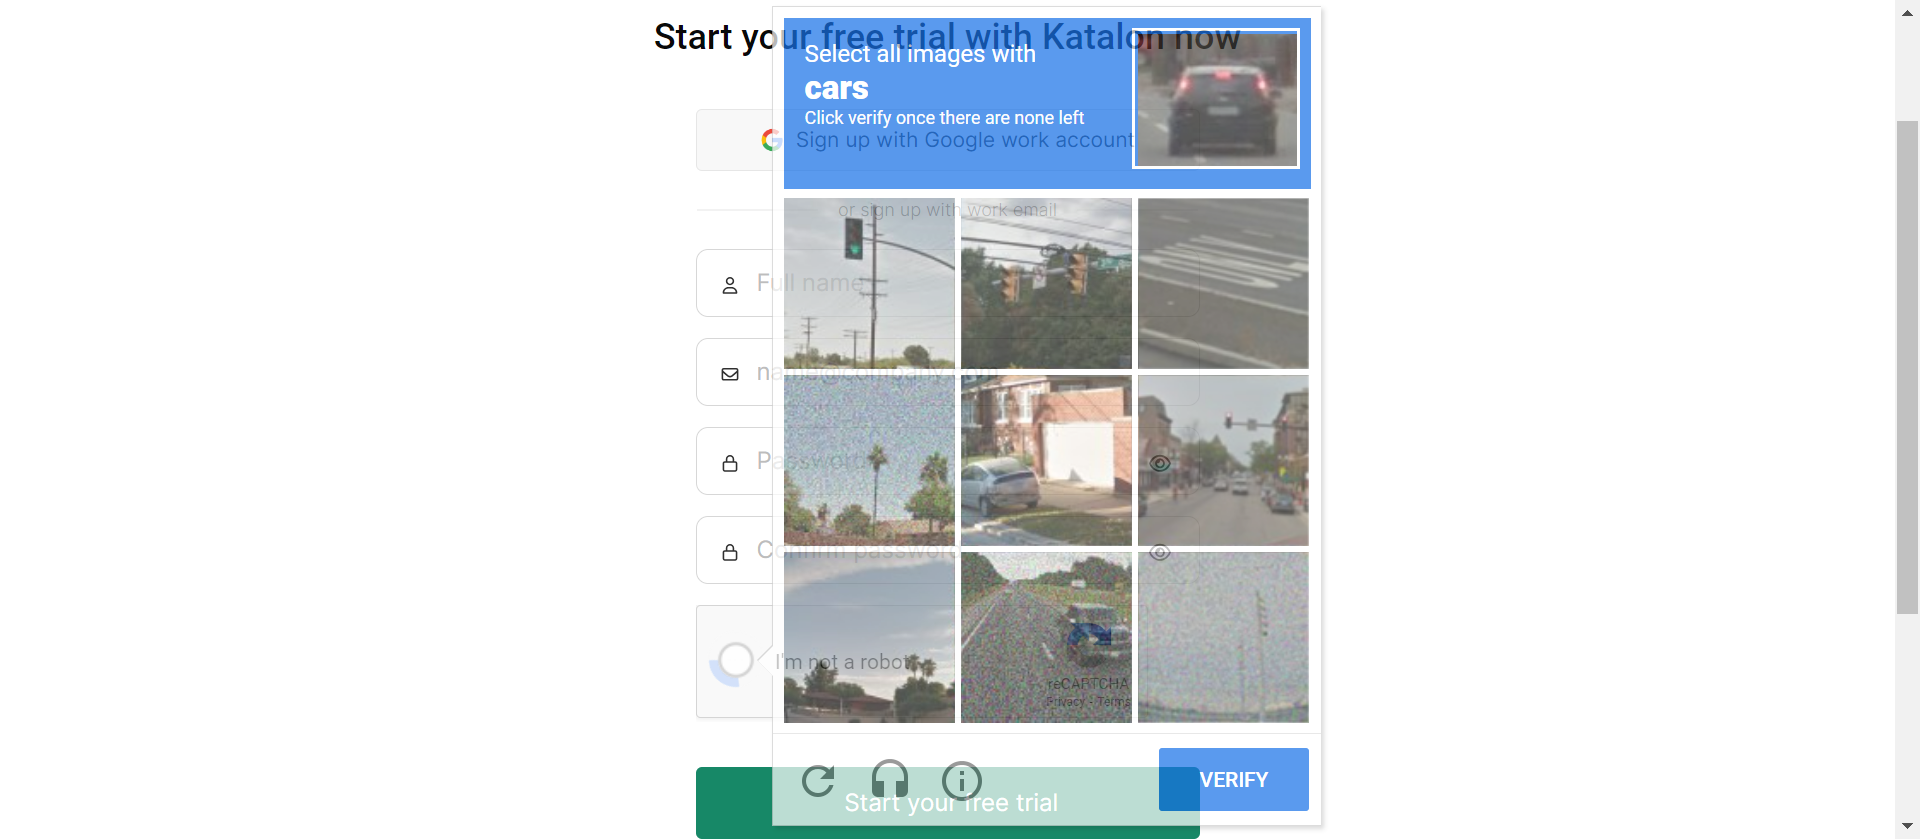 Start your free trial with Katalon now
Select all images with
cars
Click verify once there are none left
Sign up with Google work account
or sign up with work email
Full name
name@company.com
Password
Confirm password
I'm not a robot
reCAPTCHA
Privacy - Terms
VERIFY
Start your free trial